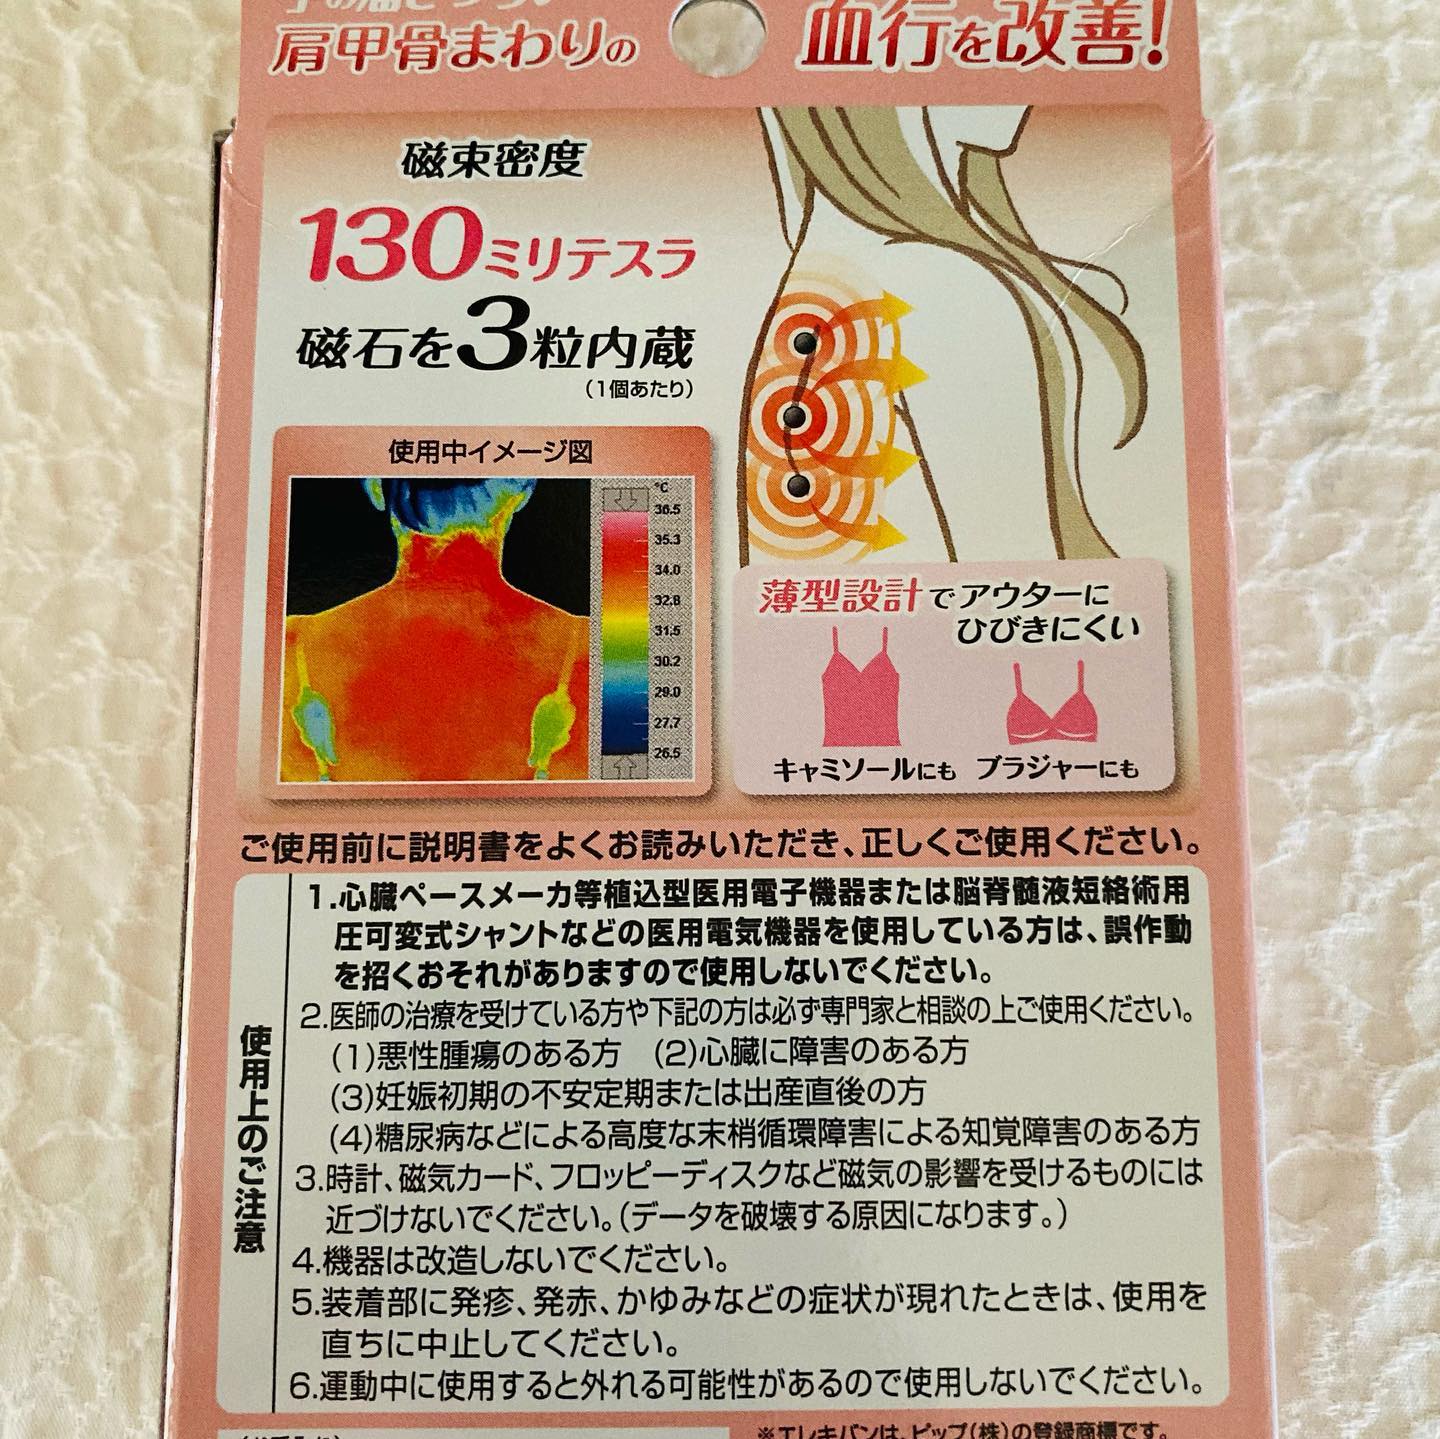 肩甲骨まわりの
血行を改善!
磁束密度
130ミリテスラ
磁石を3粒内蔵
(1個あたり)
使用中イメージ図
℃
36.5
35.3
34.0
32.8
31.5
30.2
29.0
27.7
26.5
薄型設計でアウターに
ひびきにくい
キャミソールにも ブラジャーにも
ご使用前に説明書をよくお読みいただき、正しくご使用ください。
使用上のご注意
1.心臓ペースメーカ等植込型医用電子機器または脳脊髄液短絡術用
圧可変式シャントなどの医用電気機器を使用している方は、誤作動
を招くおそれがありますので使用しないでください。
2.医師の治療を受けている方や下記の方は必ず専門家と相談の上ご使用ください。
(1)悪性腫瘍のある方 (2)心臓に障害のある方
(3)妊娠初期の不安定期または出産直後の方
(4)糖尿病などによる高度な末梢循環障害による知覚障害のある方
3.時計、磁気カード、フロッピーディスクなど磁気の影響を受けるものには
近づけないでください。(データを破壊する原因になります。)
4.機器は改造しないでください。
5.装着部に発疹、発赤、かゆみなどの症状が現れたときは、使用を
直ちに中止してください。
6.運動中に使用すると外れる可能性があるので使用しないでください。
※エレキバンは、ピップ(株)の登録商標です。